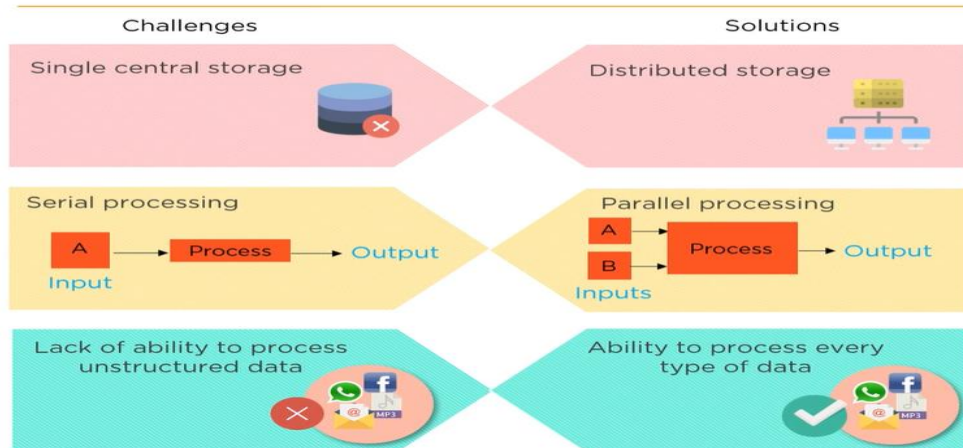 Challenges
Solutions
Single central storage
Distributed storage
Serial processing
A
Process
Output
Input
Parallel processing
A
B
Process
Output
Inputs
Lack of ability to process
unstructured data
@
MP3
Ability to process every
type of data
@
MP3